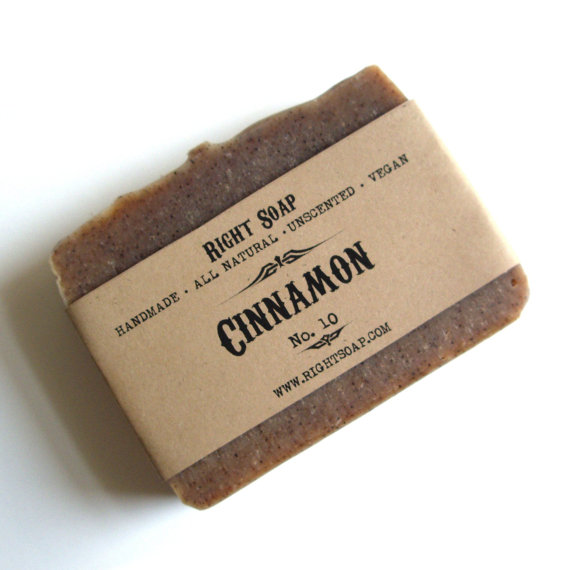 RIGHT SOAP
HANDMADE · ALL NATURAL · UNSCENTED · VEGAN
CINNAMON
No. 10
WWW.RIGHTSOAP.COM